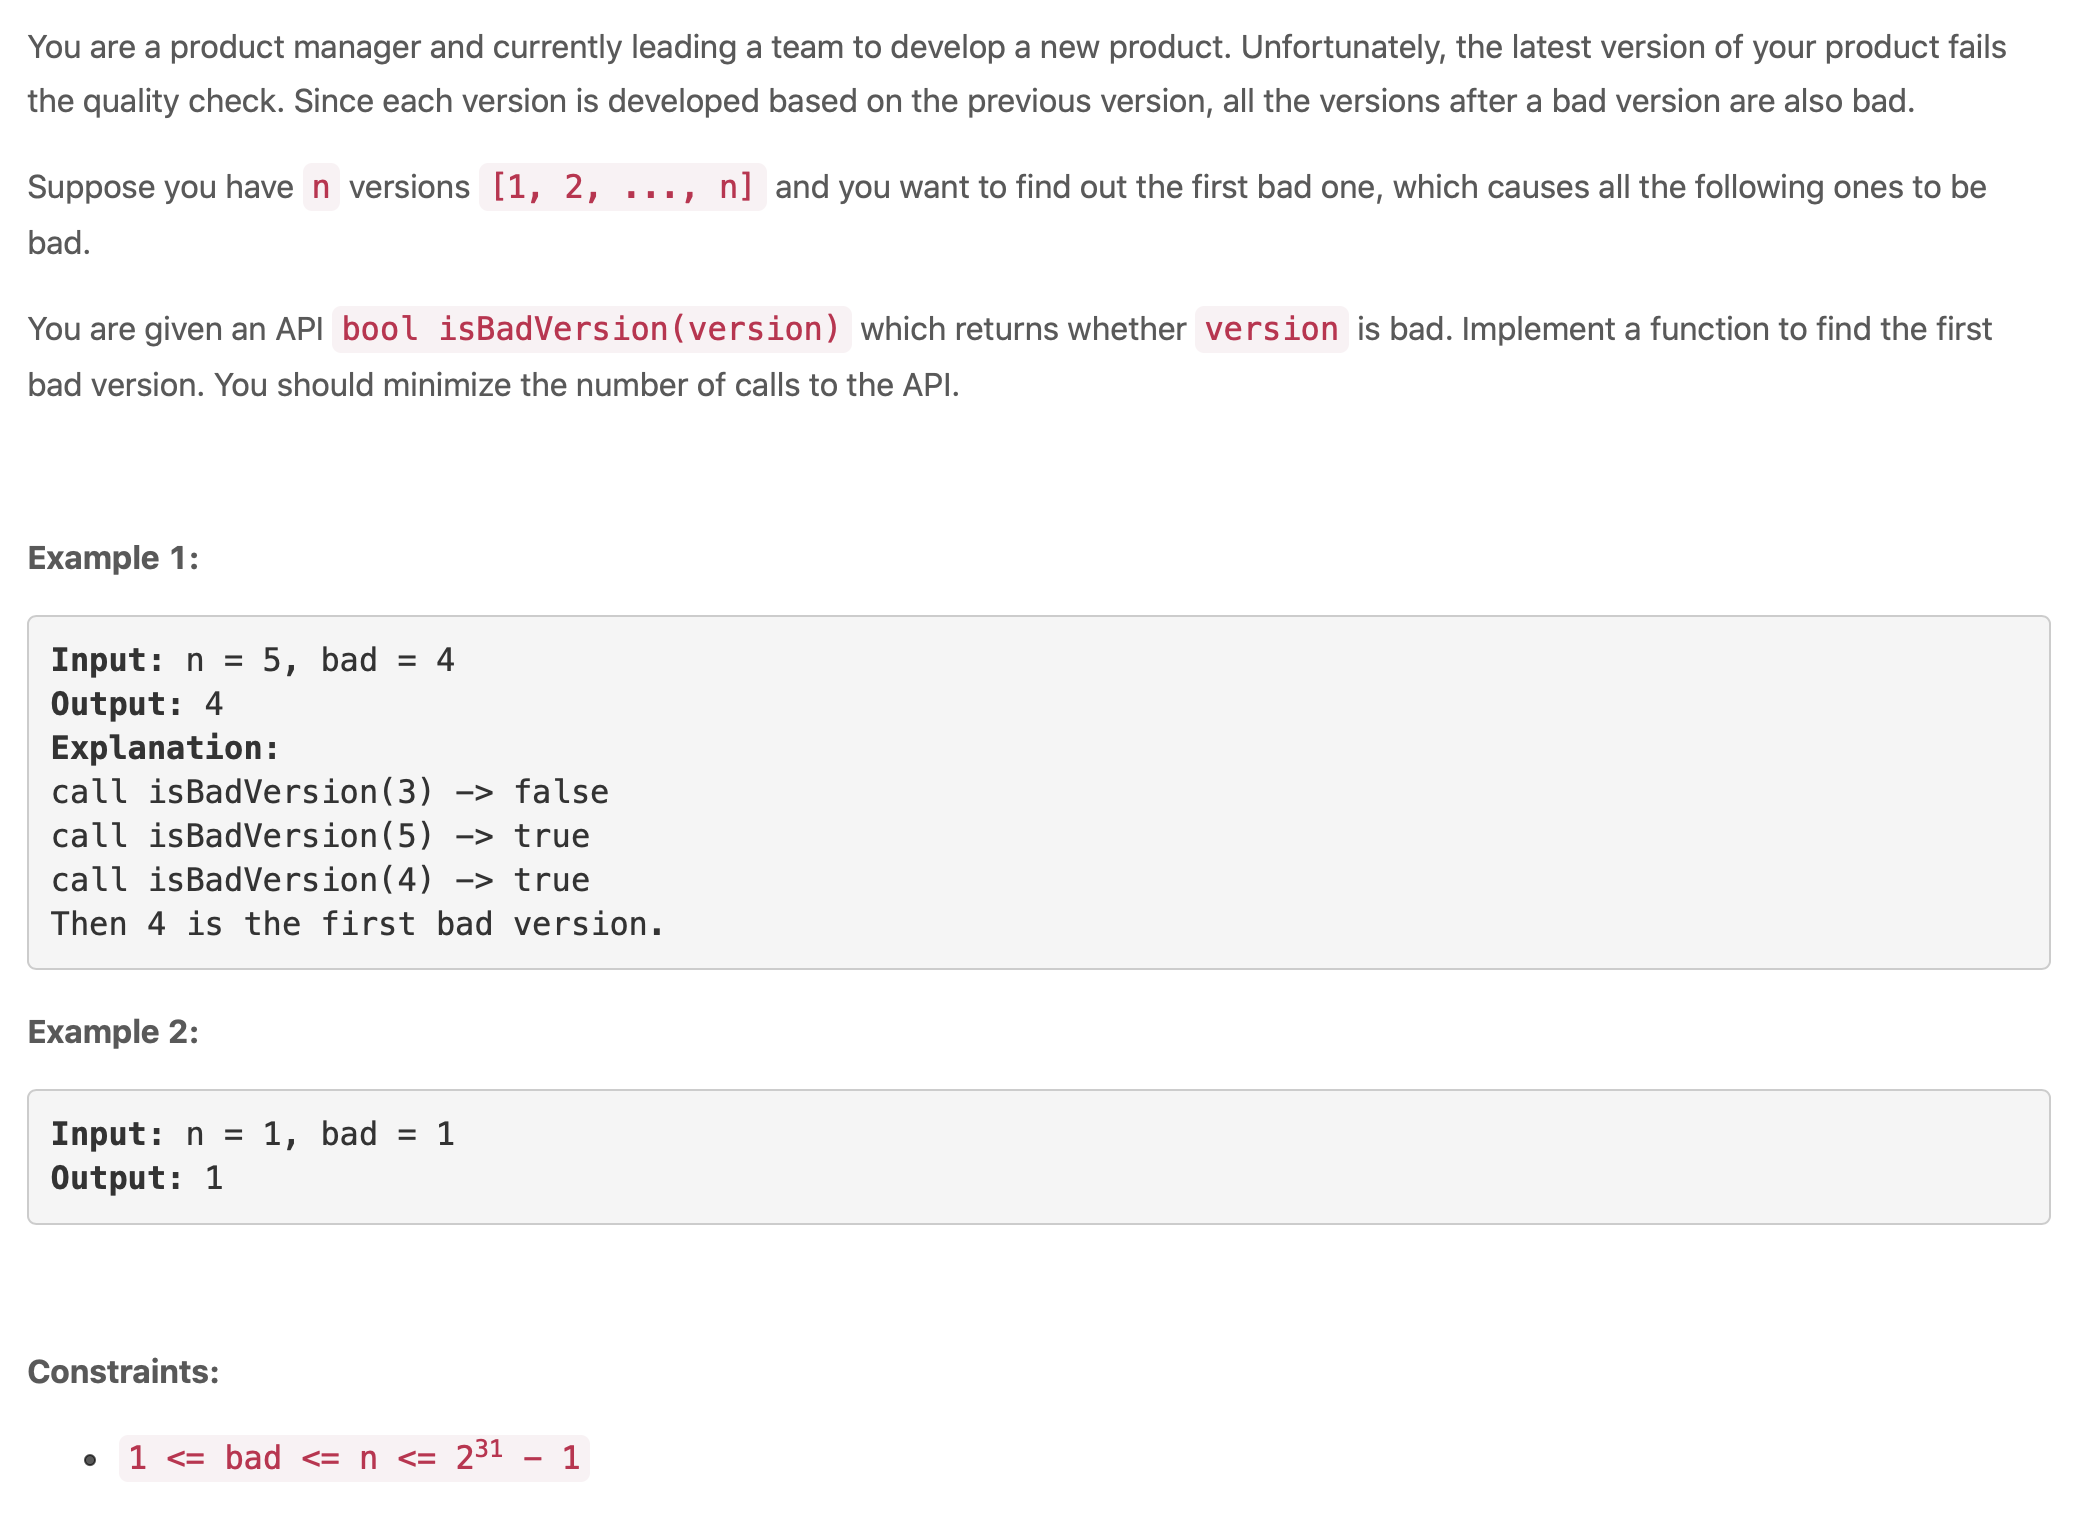 You are a product manager and currently leading a team to develop a new product. Unfortunately, the latest version of your product fails
the quality check. Since each version is developed based on the previous version, all the versions after a bad version are also bad.
Suppose you have n versions [1, 2, ..., n] and you want to find out the first bad one, which causes all the following ones to be
bad.
You are given an API bool isBadVersion(version) which returns whether version is bad. Implement a function to find the first
bad version. You should minimize the number of calls to the API.
Example 1:
Input: n = 5, bad = 4
Output: 4
Explanation:
call isBadVersion(3) -> false
call isBadVersion(5) -> true
call isBadVersion(4) -> true
Then 4 is the first bad version.
Example 2:
Input: n = 1, bad = 1
Output: 1
Constraints:
• 1 <= bad <= n <= 2³¹ - 1